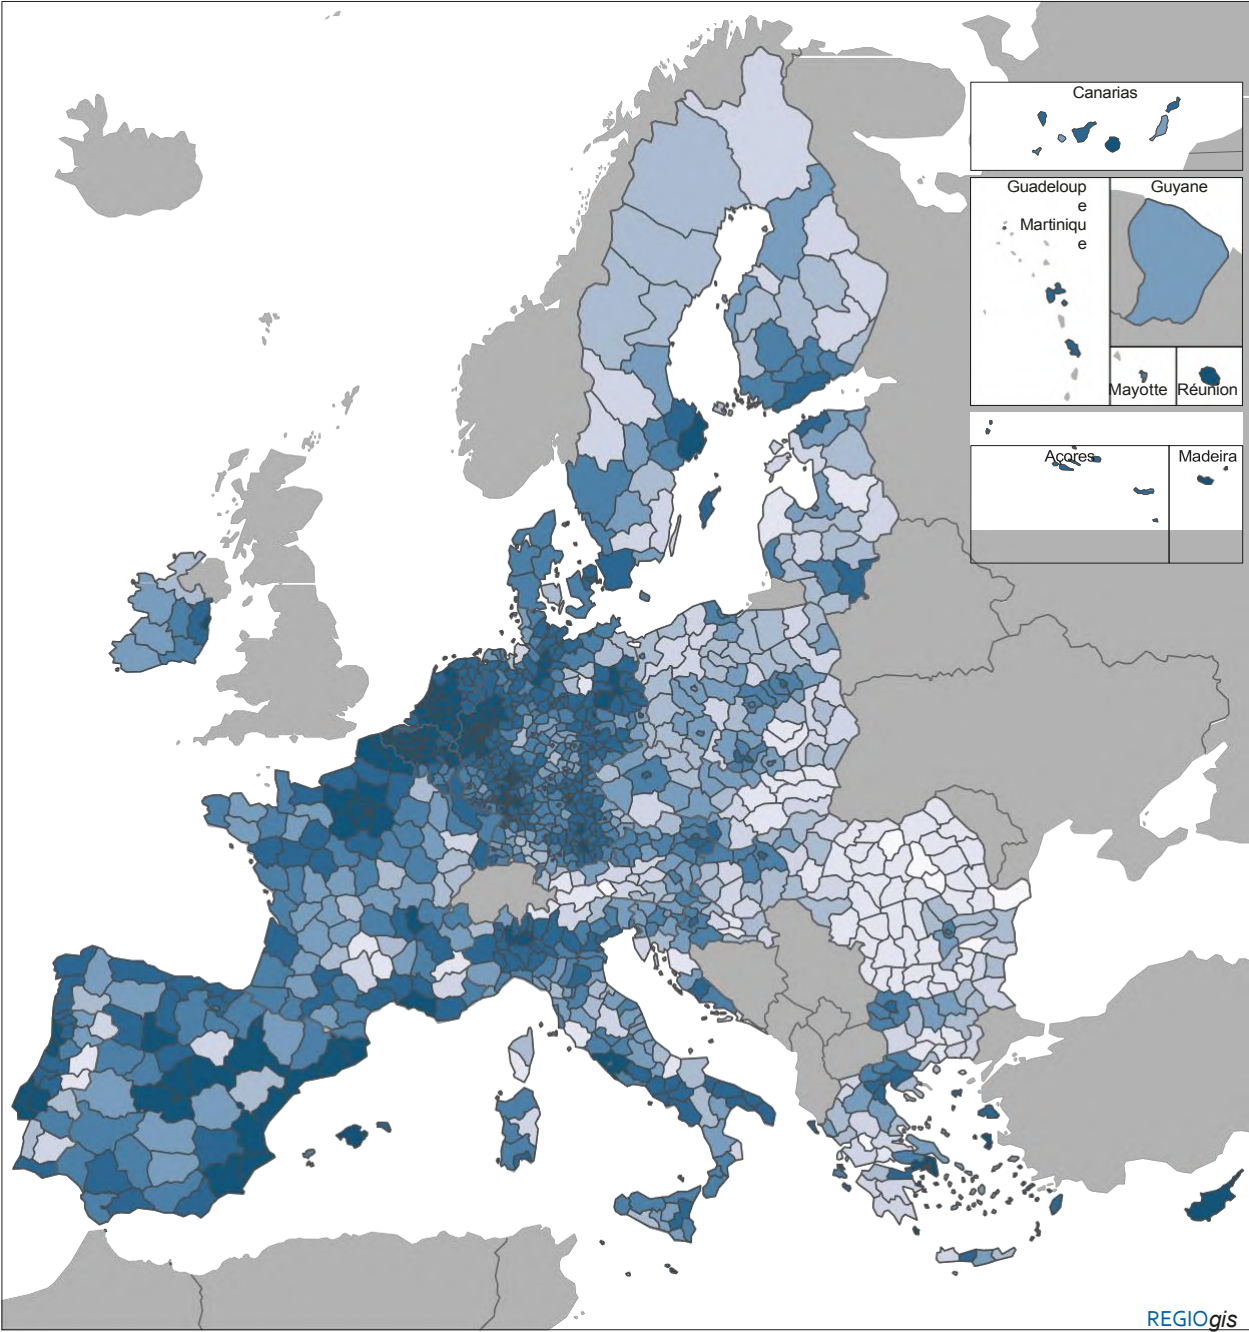 Canarias
Guadeloup
e
Guyane
Martiniqu
e
Mayotte
Réunion
Açores
Madeira
REGIOgis